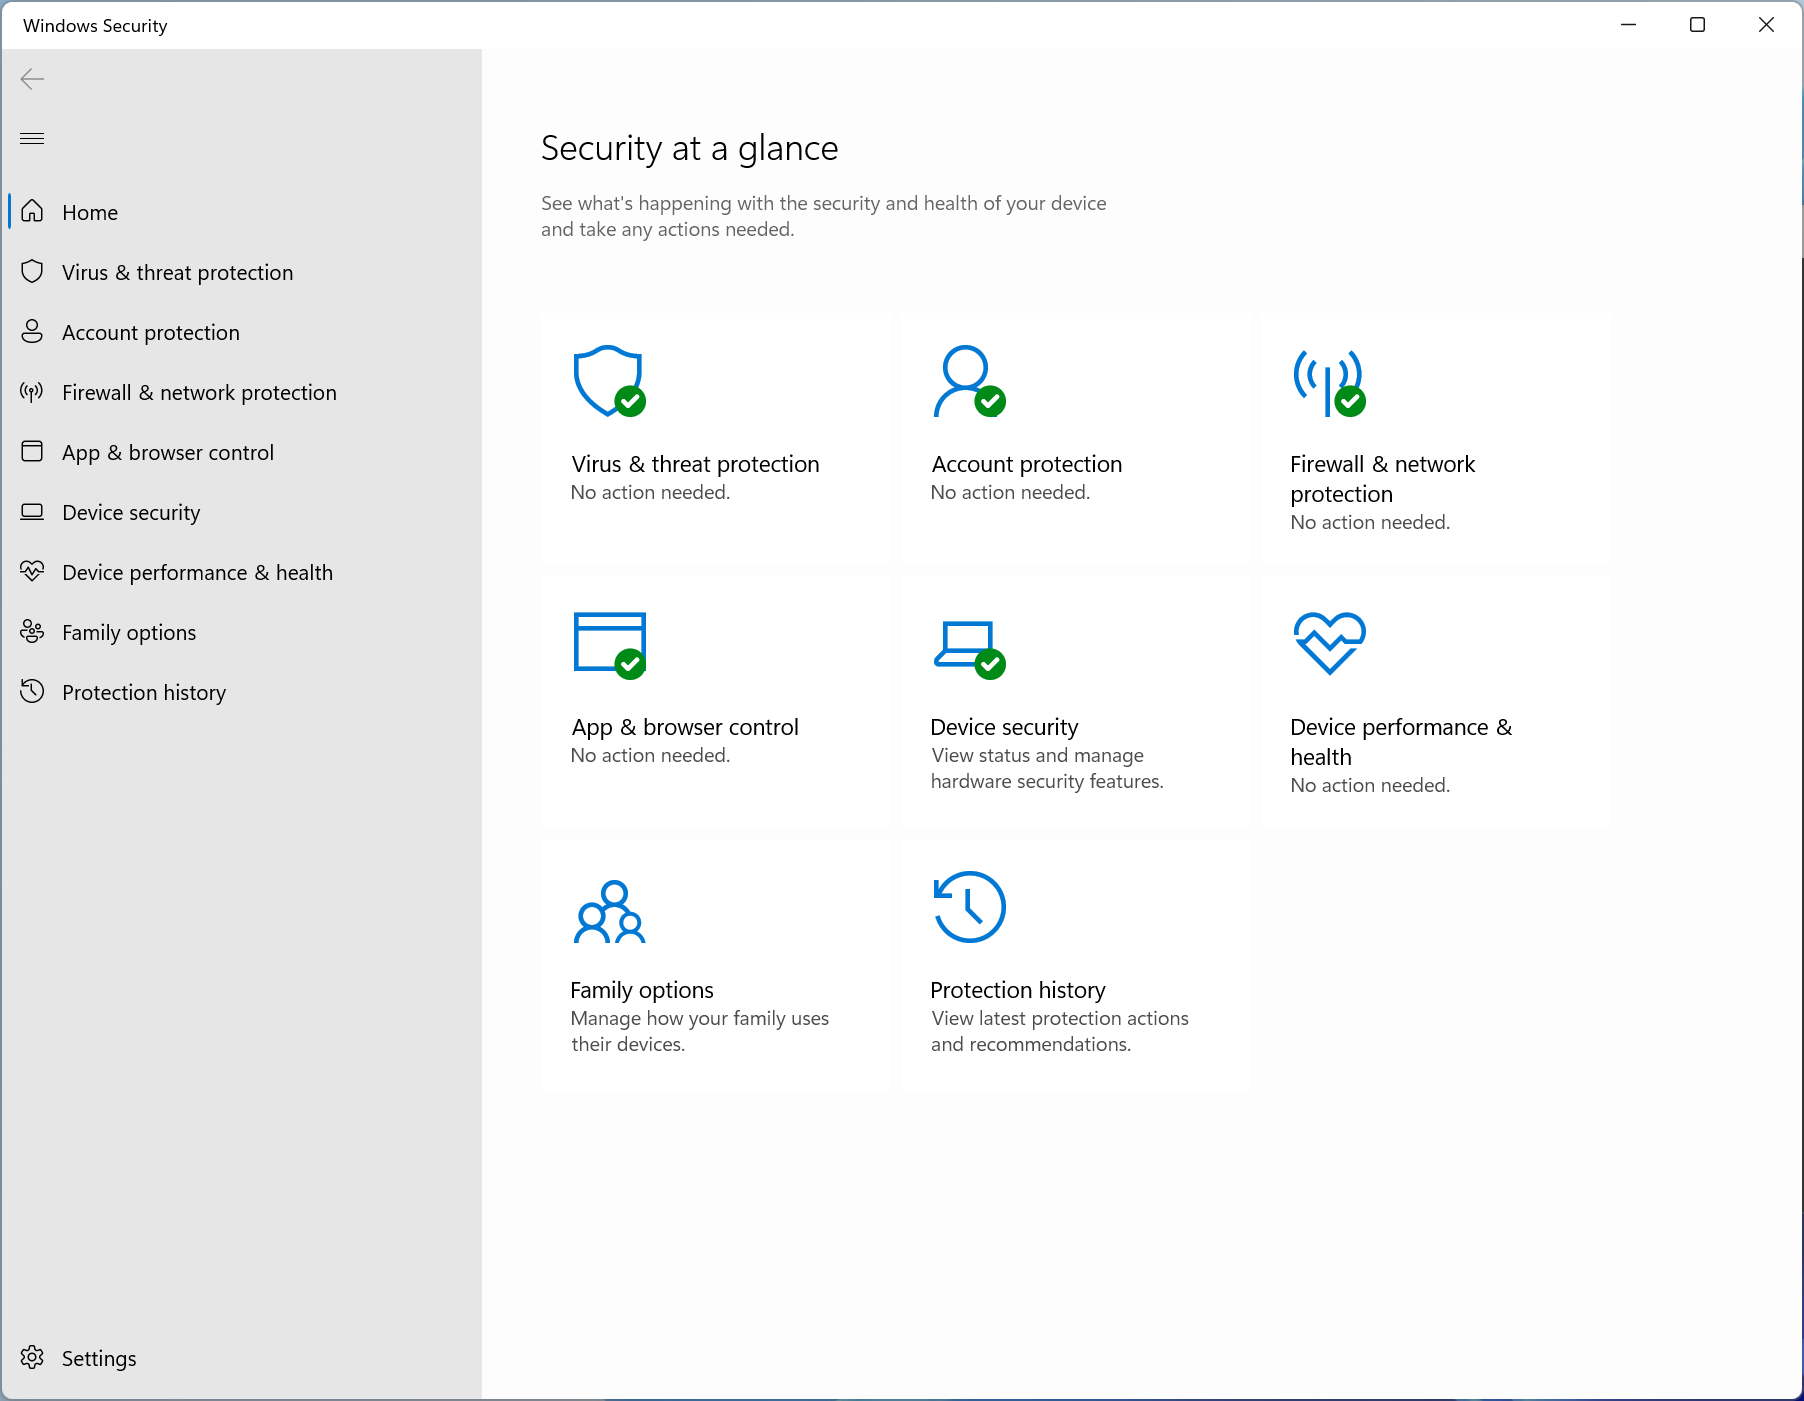 Windows Security
Home
Virus & threat protection
Account protection
Firewall & network protection
App & browser control
Device security
Device performance & health
Family options
Protection history
Settings
Security at a glance
See what's happening with the security and health of your device
and take any actions needed.
Virus & threat protection
No action needed.
Account protection
No action needed.
Firewall & network
protection
No action needed.
App & browser control
No action needed.
Device security
View status and manage
hardware security features.
Device performance &
health
No action needed.
Family options
Manage how your family uses
their devices.
Protection history
View latest protection actions
and recommendations.